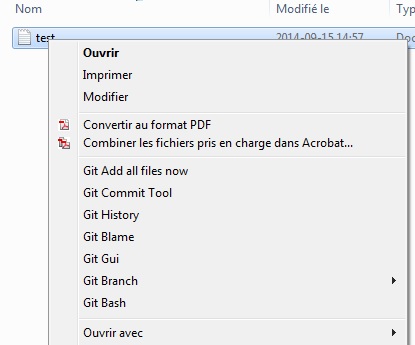 Nom Modifié le Typ
test 2014-09-15 14:57 Doc
Ouvrir
Imprimer
Modifier
Convertir au format PDF
Combiner les fichiers pris en charge dans Acrobat...
Git Add all files now
Git Commit Tool
Git History
Git Blame
Git Gui
Git Branch
Git Bash
Ouvrir avec